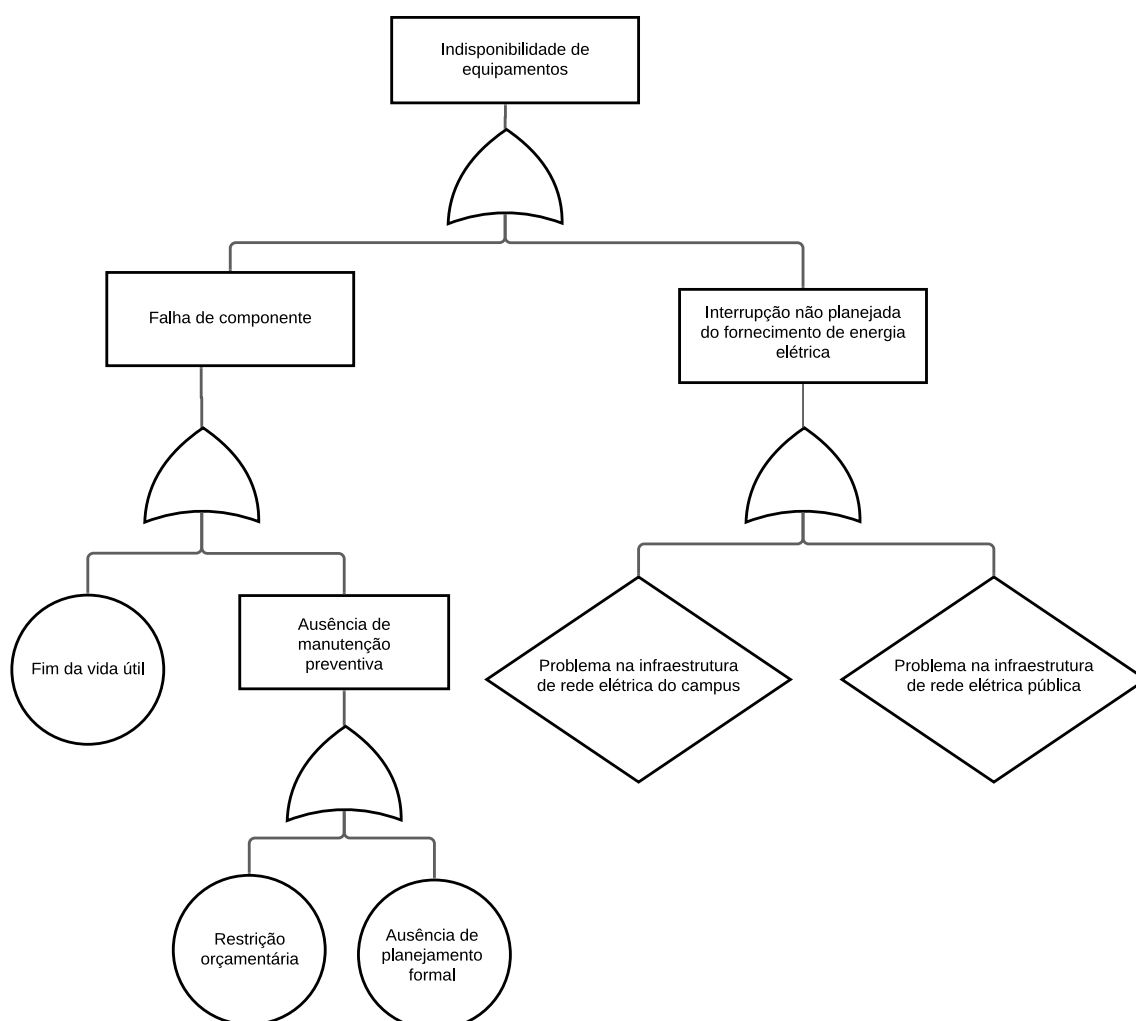 Indisponibilidade de
equipamentos
Falha de componente
Interrupção não planejada
do fornecimento de energia
elétrica
Fim da vida útil
Ausência de
manutenção
preventiva
Problema na infraestrutura
de rede elétrica do campus
Problema na infraestrutura
de rede elétrica pública
Restrição
orçamentária
Ausência de
planejamento
formal